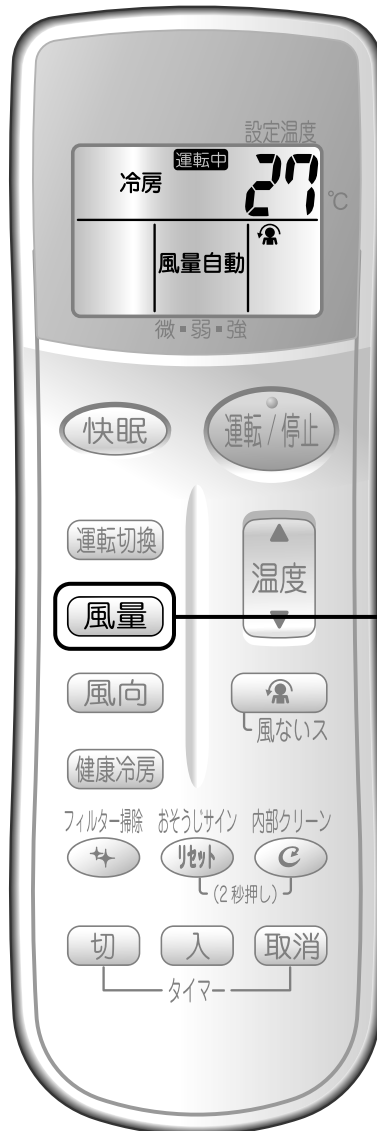 設定温度
運転中
冷房 27℃
風量自動
微・弱・強
快眠 運転/停止
運転切換
温度
風量
風向
風ないス
健康冷房
フィルター掃除 おそうじサイン 内部クリーン
リセット
(2秒押し)
切 入 取消
タイマー